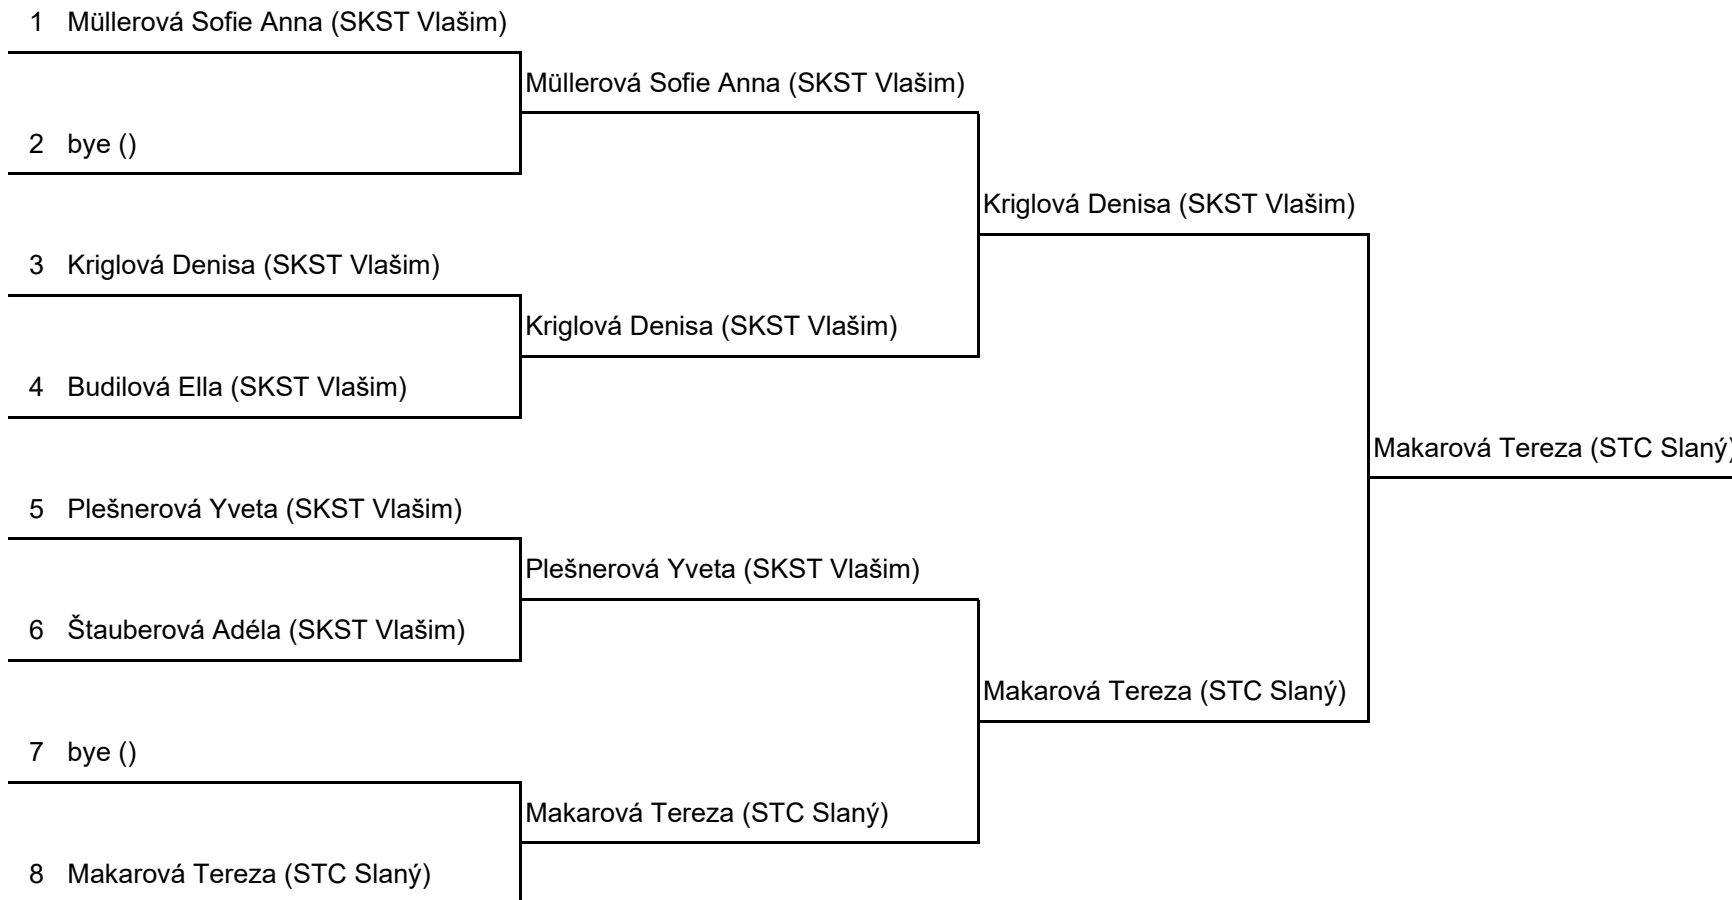 1 Müllerová Sofie Anna (SKST Vlašim)
Müllerová Sofie Anna (SKST Vlašim)
2 bye ()
Kriglová Denisa (SKST Vlašim)
3 Kriglová Denisa (SKST Vlašim)
Kriglová Denisa (SKST Vlašim)
4 Budilová Ella (SKST Vlašim)
Makarová Tereza (STC Slaný)
5 Plešnerová Yveta (SKST Vlašim)
Plešnerová Yveta (SKST Vlašim)
6 Štauberová Adéla (SKST Vlašim)
Makarová Tereza (STC Slaný)
7 bye ()
Makarová Tereza (STC Slaný)
8 Makarová Tereza (STC Slaný)